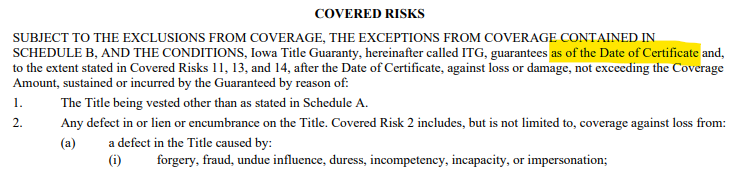 COVERED RISKS
SUBJECT TO THE EXCLUSIONS FROM COVERAGE, THE EXCEPTIONS FROM COVERAGE CONTAINED IN
SCHEDULE B, AND THE CONDITIONS, Iowa Title Guaranty, hereinafter called ITG, guarantees as of the Date of Certificate and,
to the extent stated in Covered Risks 11, 13, and 14, after the Date of Certificate, against loss or damage, not exceeding the Coverage
Amount, sustained or incurred by the Guaranteed by reason of:
1. The Title being vested other than as stated in Schedule A.
2. Any defect in or lien or encumbrance on the Title. Covered Risk 2 includes, but is not limited to, coverage against loss from:
(a) a defect in the Title caused by:
(i) forgery, fraud, undue influence, duress, incompetency, incapacity, or impersonation;